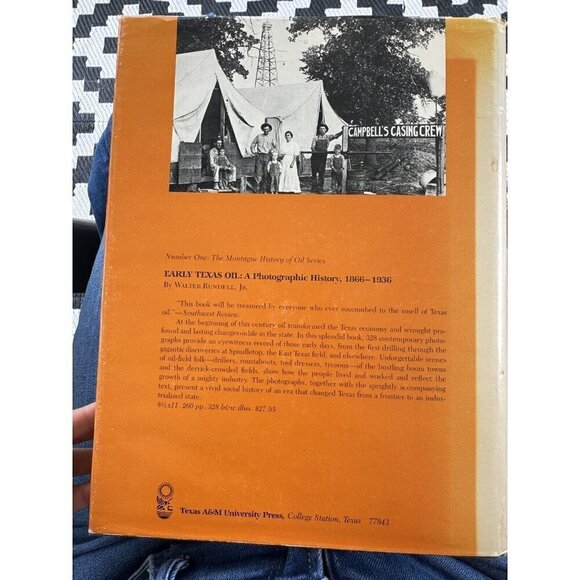 CAMPBELL'S CASING CREW
Number One: The Montague History of Oil Series
EARLY TEXAS OIL: A Photographic History, 1866–1936
By Walter Rundell, Jr.
"This book will be treasured by everyone who ever succumbed to the smell of Texas
oil."—Southwest Review.
At the beginning of this century oil transformed the Texas economy and wrought pro-
found and lasting changes on life in the state. In this splendid book, 328 contemporary photo-
graphs provide an eyewitness record of those early days, from the first drilling through the
gigantic discoveries at Spindletop, the East Texas field, and elsewhere. Unforgettable scenes
of oil-field folk—drillers, roustabouts, tool dressers, tycoons—of the bustling boom towns
and the derrick-crowded fields, show how the people lived and worked and reflect the
growth of a mighty industry. The photographs, together with the sprightly accompanying
text, present a vivid social history of an era that changed Texas from a frontier to an indus-
trialized state.
8½x11. 260 pp. 328 b&w illus. $27.95
Texas A&M University Press, College Station, Texas 77843